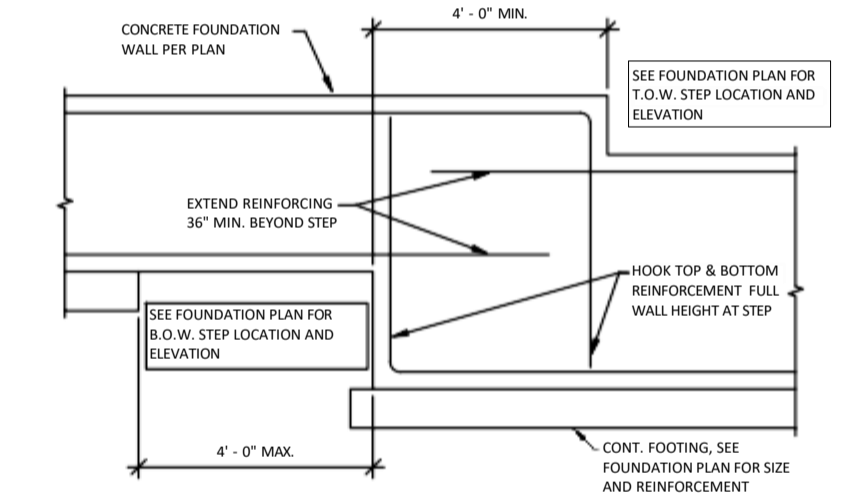 4' - 0" MIN.
CONCRETE FOUNDATION
WALL PER PLAN
SEE FOUNDATION PLAN FOR
T.O.W. STEP LOCATION AND
ELEVATION
EXTEND REINFORCING
36" MIN. BEYOND STEP
HOOK TOP & BOTTOM
REINFORCEMENT FULL
WALL HEIGHT AT STEP
SEE FOUNDATION PLAN FOR
B.O.W. STEP LOCATION AND
ELEVATION
4' - 0" MAX.
CONT. FOOTING, SEE
FOUNDATION PLAN FOR SIZE
AND REINFORCEMENT